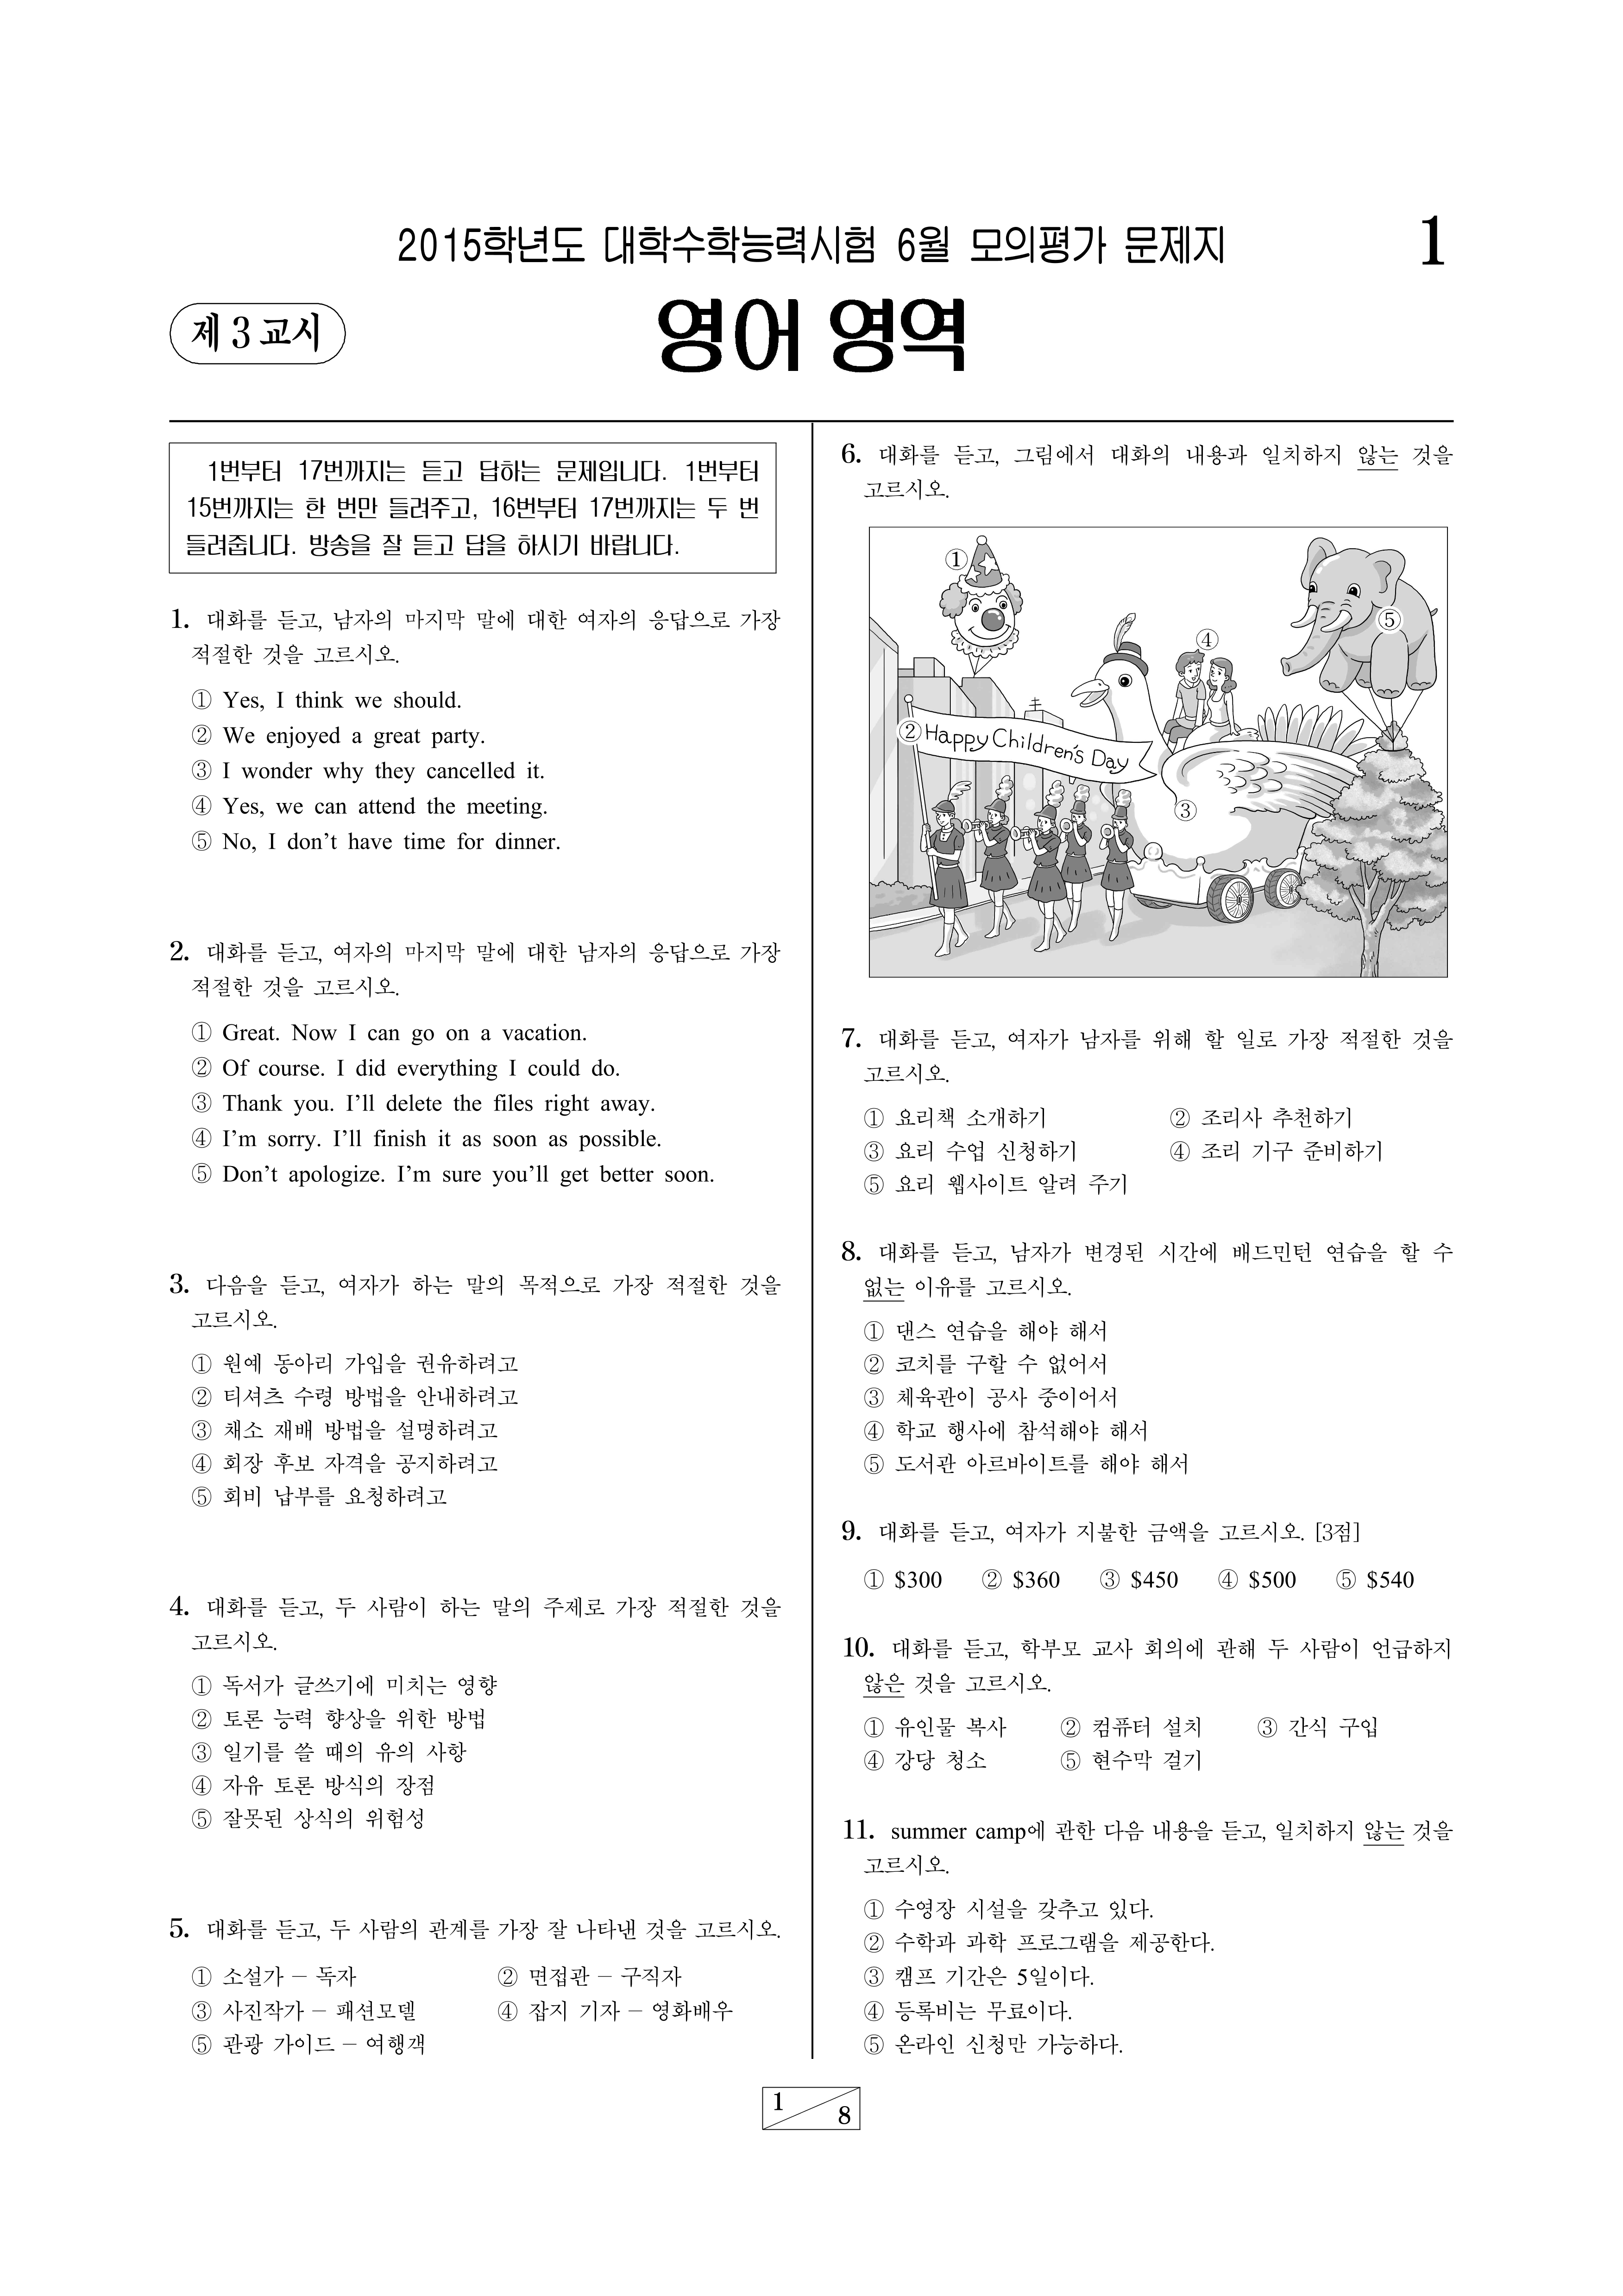 2015학년도 대학수학능력시험 6월 모의평가 문제지
1
제 3 교시
영어 영역
1번부터 17번까지는 듣고 답하는 문제입니다. 1번부터
15번까지는 한 번만 들려주고, 16번부터 17번까지는 두 번
들려줍니다. 방송을 잘 듣고 답을 하시기 바랍니다.
1. 대화를 듣고, 남자의 마지막 말에 대한 여자의 응답으로 가장
적절한 것을 고르시오.
① Yes, I think we should.
② We enjoyed a great party.
③ I wonder why they cancelled it.
④ Yes, we can attend the meeting.
⑤ No, I don’t have time for dinner.
2. 대화를 듣고, 여자의 마지막 말에 대한 남자의 응답으로 가장
적절한 것을 고르시오.
① Great. Now I can go on a vacation.
② Of course. I did everything I could do.
③ Thank you. I’ll delete the files right away.
④ I’m sorry. I’ll finish it as soon as possible.
⑤ Don’t apologize. I’m sure you’ll get better soon.
3. 다음을 듣고, 여자가 하는 말의 목적으로 가장 적절한 것을
고르시오.
① 원예 동아리 가입을 권유하려고
② 티셔츠 수령 방법을 안내하려고
③ 채소 재배 방법을 설명하려고
④ 회장 후보 자격을 공지하려고
⑤ 회비 납부를 요청하려고
4. 대화를 듣고, 두 사람이 하는 말의 주제로 가장 적절한 것을
고르시오.
① 독서가 글쓰기에 미치는 영향
② 토론 능력 향상을 위한 방법
③ 일기를 쓸 때의 유의 사항
④ 자유 토론 방식의 장점
⑤ 잘못된 상식의 위험성
5. 대화를 듣고, 두 사람의 관계를 가장 잘 나타낸 것을 고르시오.
① 소설가 － 독자 ② 면접관 － 구직자
③ 사진작가 － 패션모델 ④ 잡지 기자 － 영화배우
⑤ 관광 가이드 － 여행객
6. 대화를 듣고, 그림에서 대화의 내용과 일치하지 않는 것을
고르시오.
①
⑤
④
② Happy Children's Day
③
7. 대화를 듣고, 여자가 남자를 위해 할 일로 가장 적절한 것을
고르시오.
① 요리책 소개하기 ② 조리사 추천하기
③ 요리 수업 신청하기 ④ 조리 기구 준비하기
⑤ 요리 웹사이트 알려 주기
8. 대화를 듣고, 남자가 변경된 시간에 배드민턴 연습을 할 수
없는 이유를 고르시오.
① 댄스 연습을 해야 해서
② 코치를 구할 수 없어서
③ 체육관이 공사 중이어서
④ 학교 행사에 참석해야 해서
⑤ 도서관 아르바이트를 해야 해서
9. 대화를 듣고, 여자가 지불한 금액을 고르시오. [3점]
① $300 ② $360 ③ $450 ④ $500 ⑤ $540
10. 대화를 듣고, 학부모 교사 회의에 관해 두 사람이 언급하지
않은 것을 고르시오.
① 유인물 복사 ② 컴퓨터 설치 ③ 간식 구입
④ 강당 청소 ⑤ 현수막 걸기
11. summer camp에 관한 다음 내용을 듣고, 일치하지 않는 것을
고르시오.
① 수영장 시설을 갖추고 있다.
② 수학과 과학 프로그램을 제공한다.
③ 캠프 기간은 5일이다.
④ 등록비는 무료이다.
⑤ 온라인 신청만 가능하다.
1
8